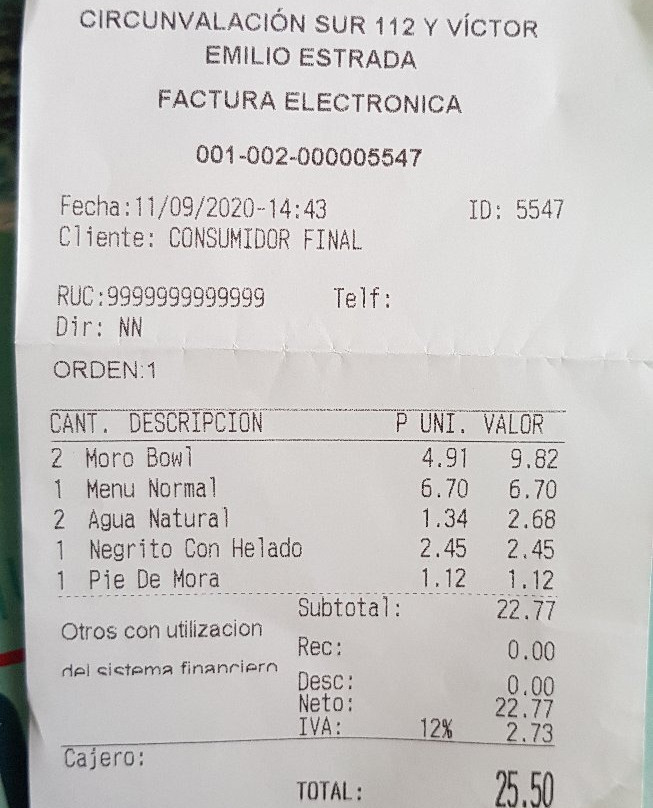 CIRCUNVALACIÓN SUR 112 Y VÍCTOR
EMILIO ESTRADA
FACTURA ELECTRONICA
001-002-000005547
Fecha:11/09/2020-14:43 ID: 5547
Cliente: CONSUMIDOR FINAL
RUC:9999999999999 Telf:
Dir: NN
ORDEN:1
CANT. DESCRIPCION P UNI. VALOR
2 Moro Bowl 4.91 9.82
1 Menu Normal 6.70 6.70
2 Agua Natural 1.34 2.68
1 Negrito Con Helado 2.45 2.45
1 Pie De Mora 1.12 1.12
Subtotal: 22.77
Otros con utilizacion
Rec: 0.00
del sistema financiero
Desc: 0.00
Neto: 22.77
IVA: 12% 2.73
Cajero:
TOTAL: 25.50